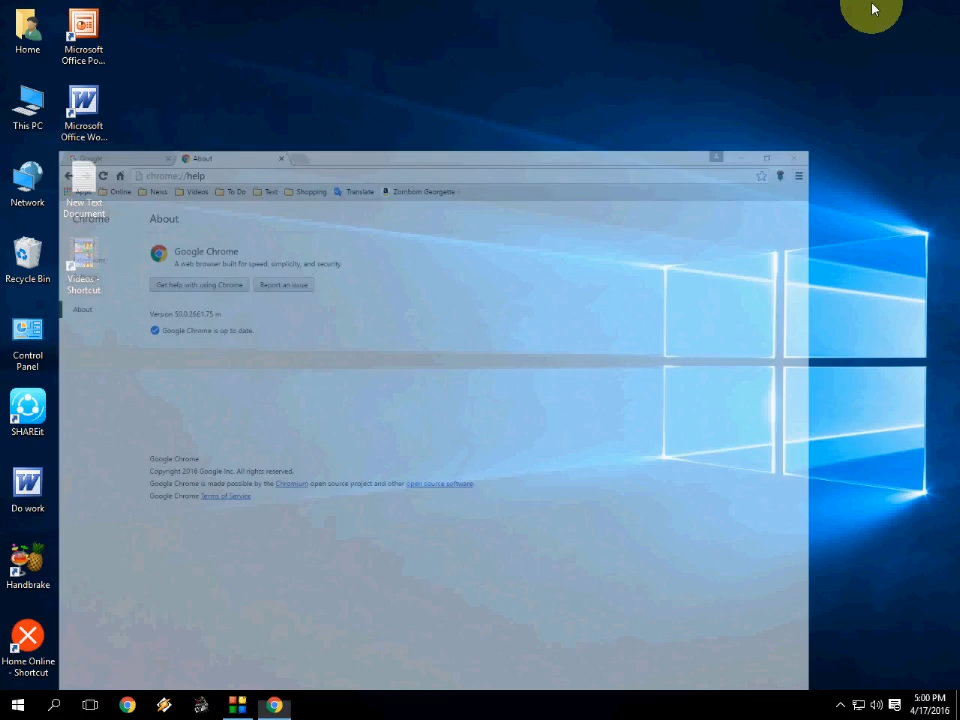 Home
Microsoft
Office Po...
This PC
Microsoft
Office Wo...
Network
New Text
Document
Recycle Bin
Videos -
Shortcut
Control
Panel
SHAREit
Do work
Handbrake
Home Online
- Shortcut
Google
About
chrome://help
Apps
Online
News
Videos
To Do
Text
Shopping
Translate
Zombom Georgette
Chrome
About
About
Google Chrome
A web browser built for speed, simplicity, and security
Get help with using Chrome
Report an issue
Version 50.0.2661.75 m
Google Chrome is up to date.
Google Chrome
Copyright 2016 Google Inc. All rights reserved.
Google Chrome is made possible by the Chromium open source project and other open source software.
Google Chrome Terms of Service
5:00 PM
4/17/2016